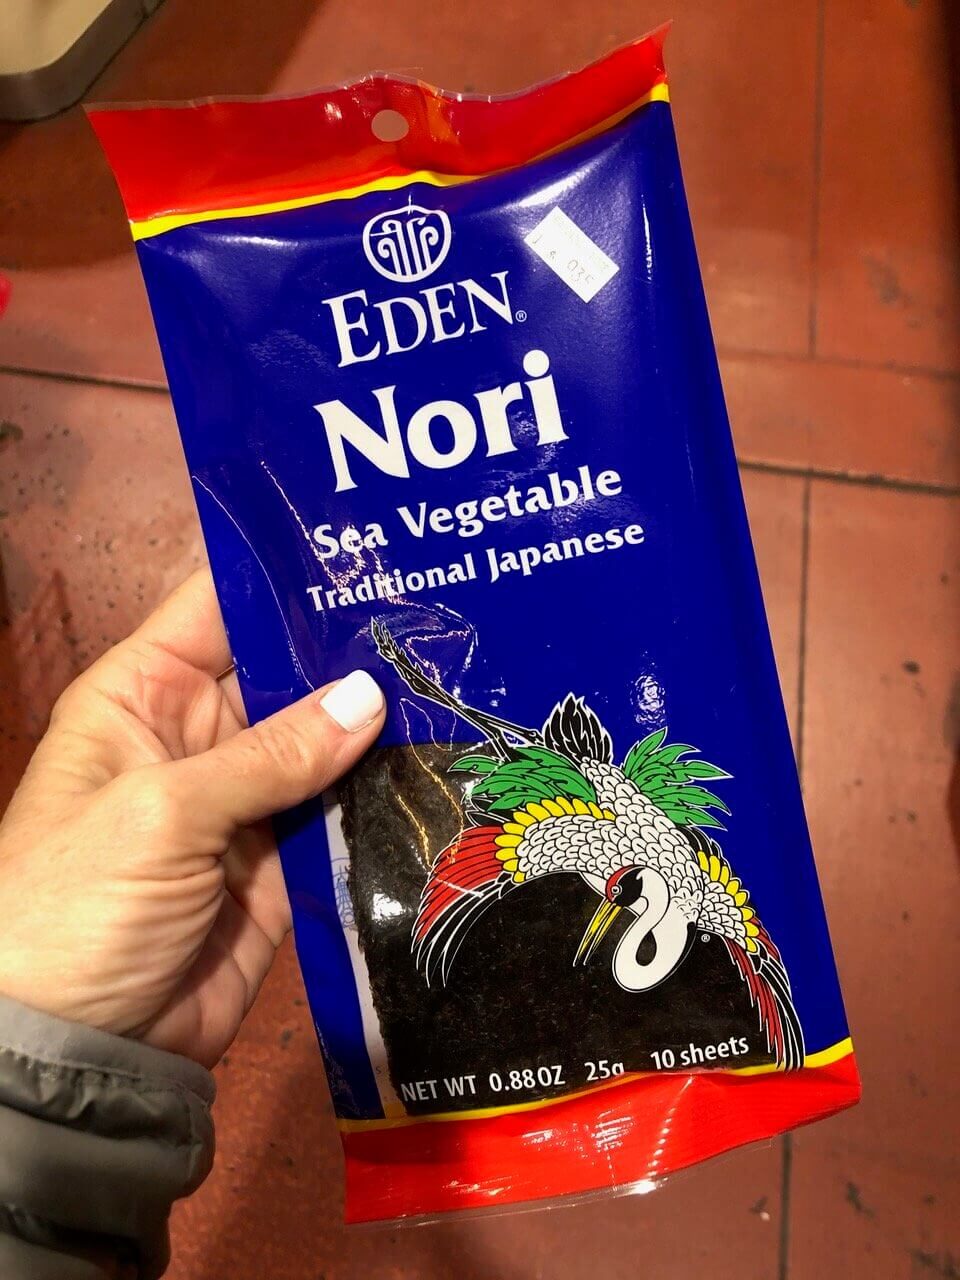 EDEN®
Nori
Sea Vegetable
Traditional Japanese
®
NET WT 0.88OZ 25g 10 sheets